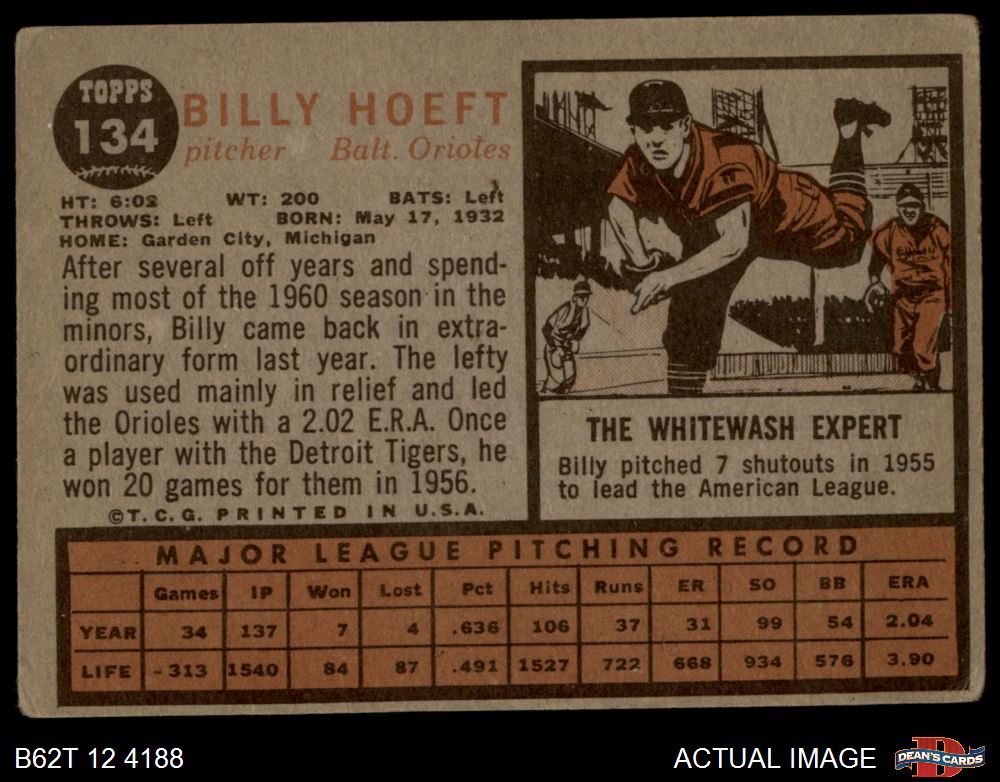 TOPPS
134
BILLY HOEFT
pitcher Balt. Orioles
HT: 6:02 WT: 200 BATS: Left
THROWS: Left BORN: May 17, 1932
HOME: Garden City, Michigan
After several off years and spend-
ing most of the 1960 season in the
minors, Billy came back in extra-
ordinary form last year. The lefty
was used mainly in relief and led
the Orioles with a 2.02 E.R.A. Once
a player with the Detroit Tigers, he
won 20 games for them in 1956.
©T.C.G. PRINTED IN U.S.A.
THE WHITEWASH EXPERT
Billy pitched 7 shutouts in 1955
to lead the American League.
MAJOR LEAGUE PITCHING RECORD
Games IP Won Lost Pct Hits Runs ER SO BB ERA
YEAR 34 137 7 4 .636 106 37 31 99 54 2.04
LIFE 313 1540 84 87 .491 1527 722 668 934 576 3.90
B62T 12 4188
ACTUAL IMAGE
DEAN'S CARDS